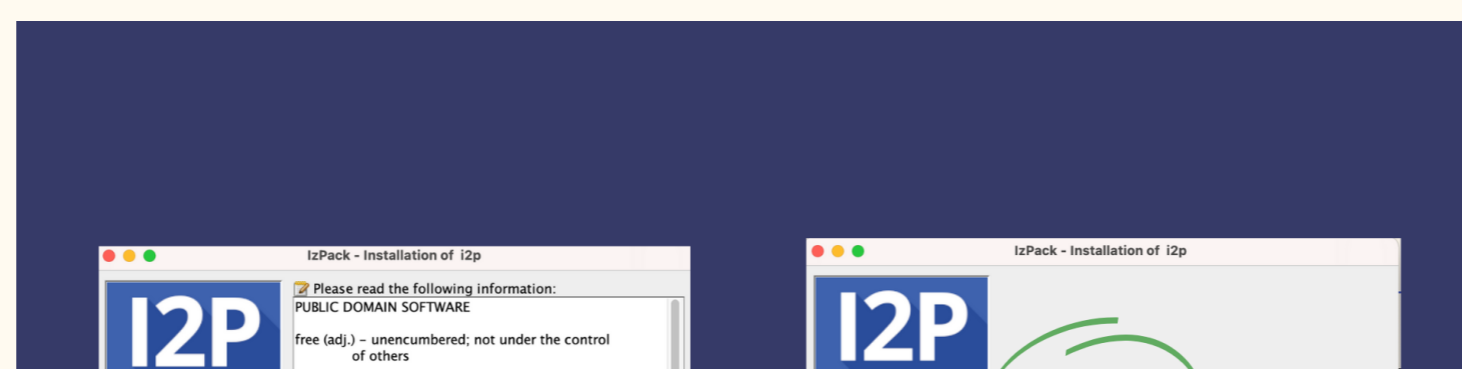 IzPack - Installation of i2p
I2P
Please read the following information:
PUBLIC DOMAIN SOFTWARE
free (adj.) – unencumbered; not under the control
of others
IzPack - Installation of i2p
I2P